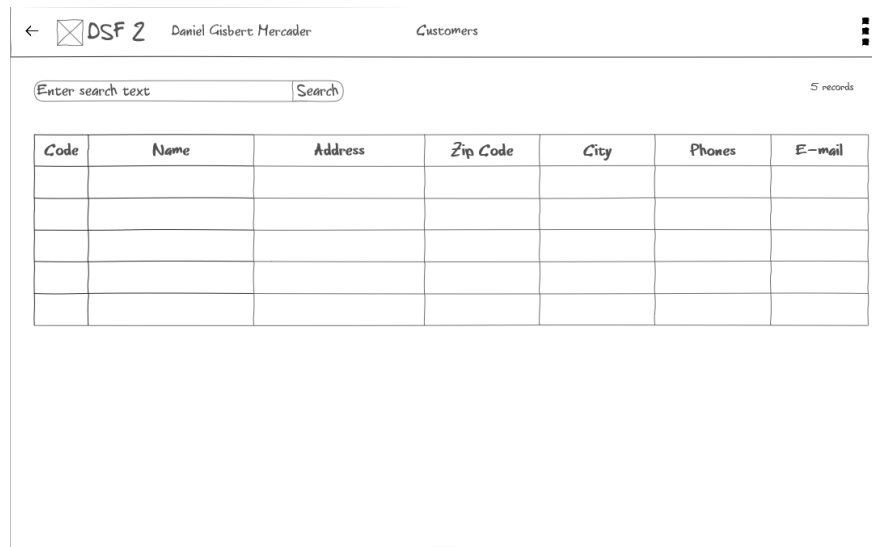 DSF 2 Daniel Gisbert Mercader Customers
Enter search text Search 5 records
Code Name Address Zip Code City Phones E-mail